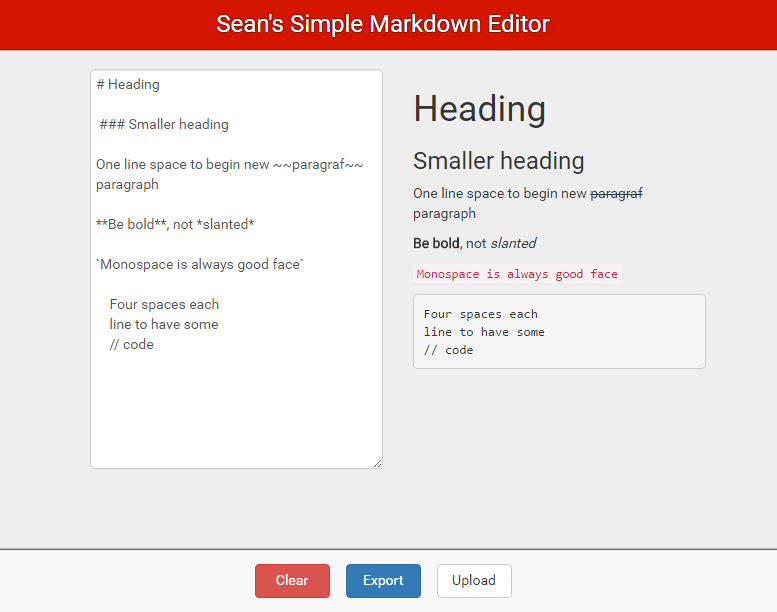 Sean's Simple Markdown Editor
# Heading
### Smaller heading
One line space to begin new ~~paragraf~~
paragraph
**Be bold**, not *slanted*
`Monospace is always good face`
Four spaces each
line to have some
// code
Heading
Smaller heading
One line space to begin new paragraf
paragraph
Be bold, not slanted
Monospace is always good face
Four spaces each
line to have some
// code
Clear
Export
Upload